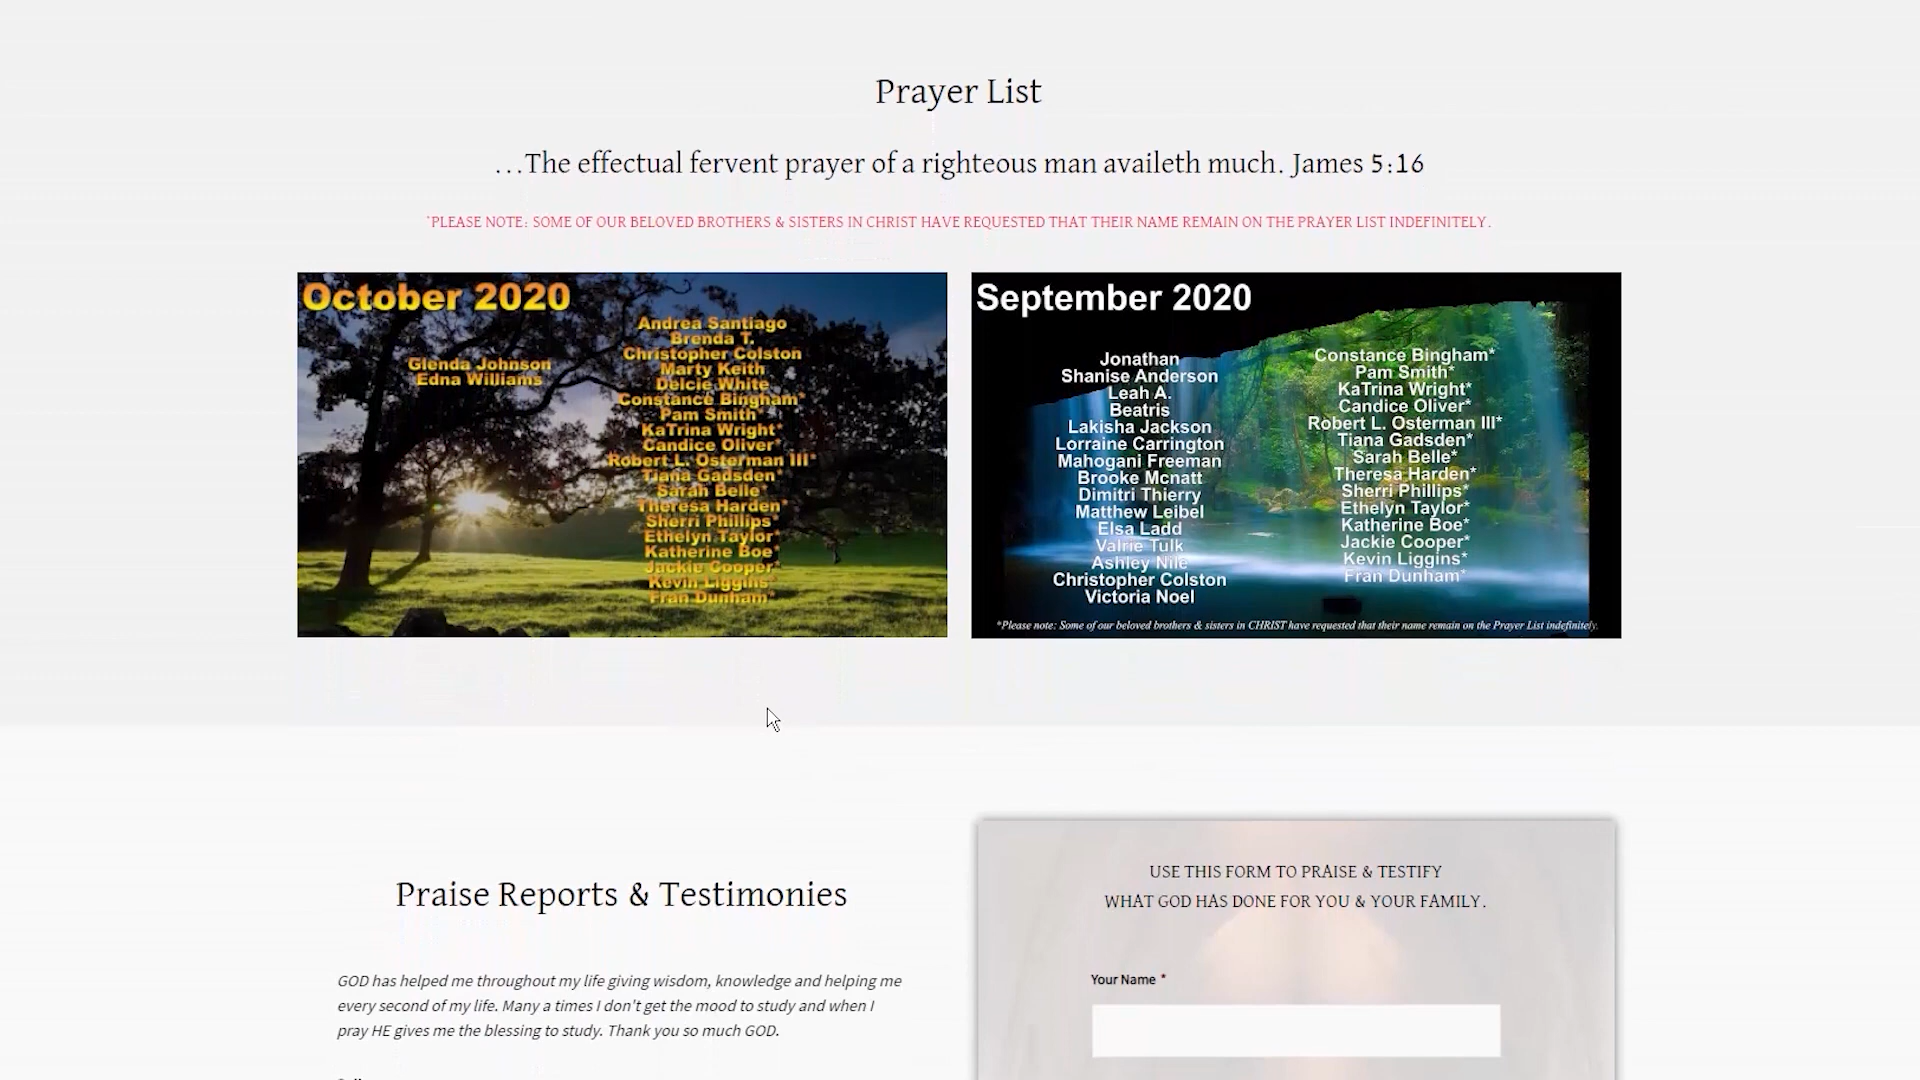 Prayer List
...The effectual fervent prayer of a righteous man availeth much. James 5:16
*PLEASE NOTE: SOME OF OUR BELOVED BROTHERS & SISTERS IN CHRIST HAVE REQUESTED THAT THEIR NAME REMAIN ON THE PRAYER LIST INDEFINITELY.
October 2020
Glenda Johnson
Edna Williams
Andrea Santiago
Brenda T.
Christopher Colston
Marty Keith
Delcie White
Constance Bingham*
Pam Smith*
KaTrina Wright*
Candice Oliver*
Robert L. Osterman III*
Tiana Gadsden*
Sarah Belle*
Theresa Harden*
Sherri Phillips*
Ethelyn Taylor*
Katherine Boe*
Jackie Cooper*
Kevin Liggins*
Fran Dunham*
September 2020
Jonathan
Shanise Anderson
Leah A.
Beatris
Lakisha Jackson
Lorraine Carrington
Mahogani Freeman
Brooke Mcnatt
Dimitri Thierry
Matthew Leibel
Elsa Ladd
Valrie Tulk
Ashley Nile
Christopher Colston
Victoria Noel
Constance Bingham*
Pam Smith*
KaTrina Wright*
Candice Oliver*
Robert L. Osterman III*
Tiana Gadsden*
Sarah Belle*
Theresa Harden*
Sherri Phillips*
Ethelyn Taylor*
Katherine Boe*
Jackie Cooper*
Kevin Liggins*
Fran Dunham*
*Please note: Some of our beloved brothers & sisters in CHRIST have requested that their name remain on the Prayer List indefinitely.
Praise Reports & Testimonies
GOD has helped me throughout my life giving wisdom, knowledge and helping me
every second of my life. Many a times I don't get the mood to study and when I
pray HE gives me the blessing to study. Thank you so much GOD.
USE THIS FORM TO PRAISE & TESTIFY
WHAT GOD HAS DONE FOR YOU & YOUR FAMILY.
Your Name *